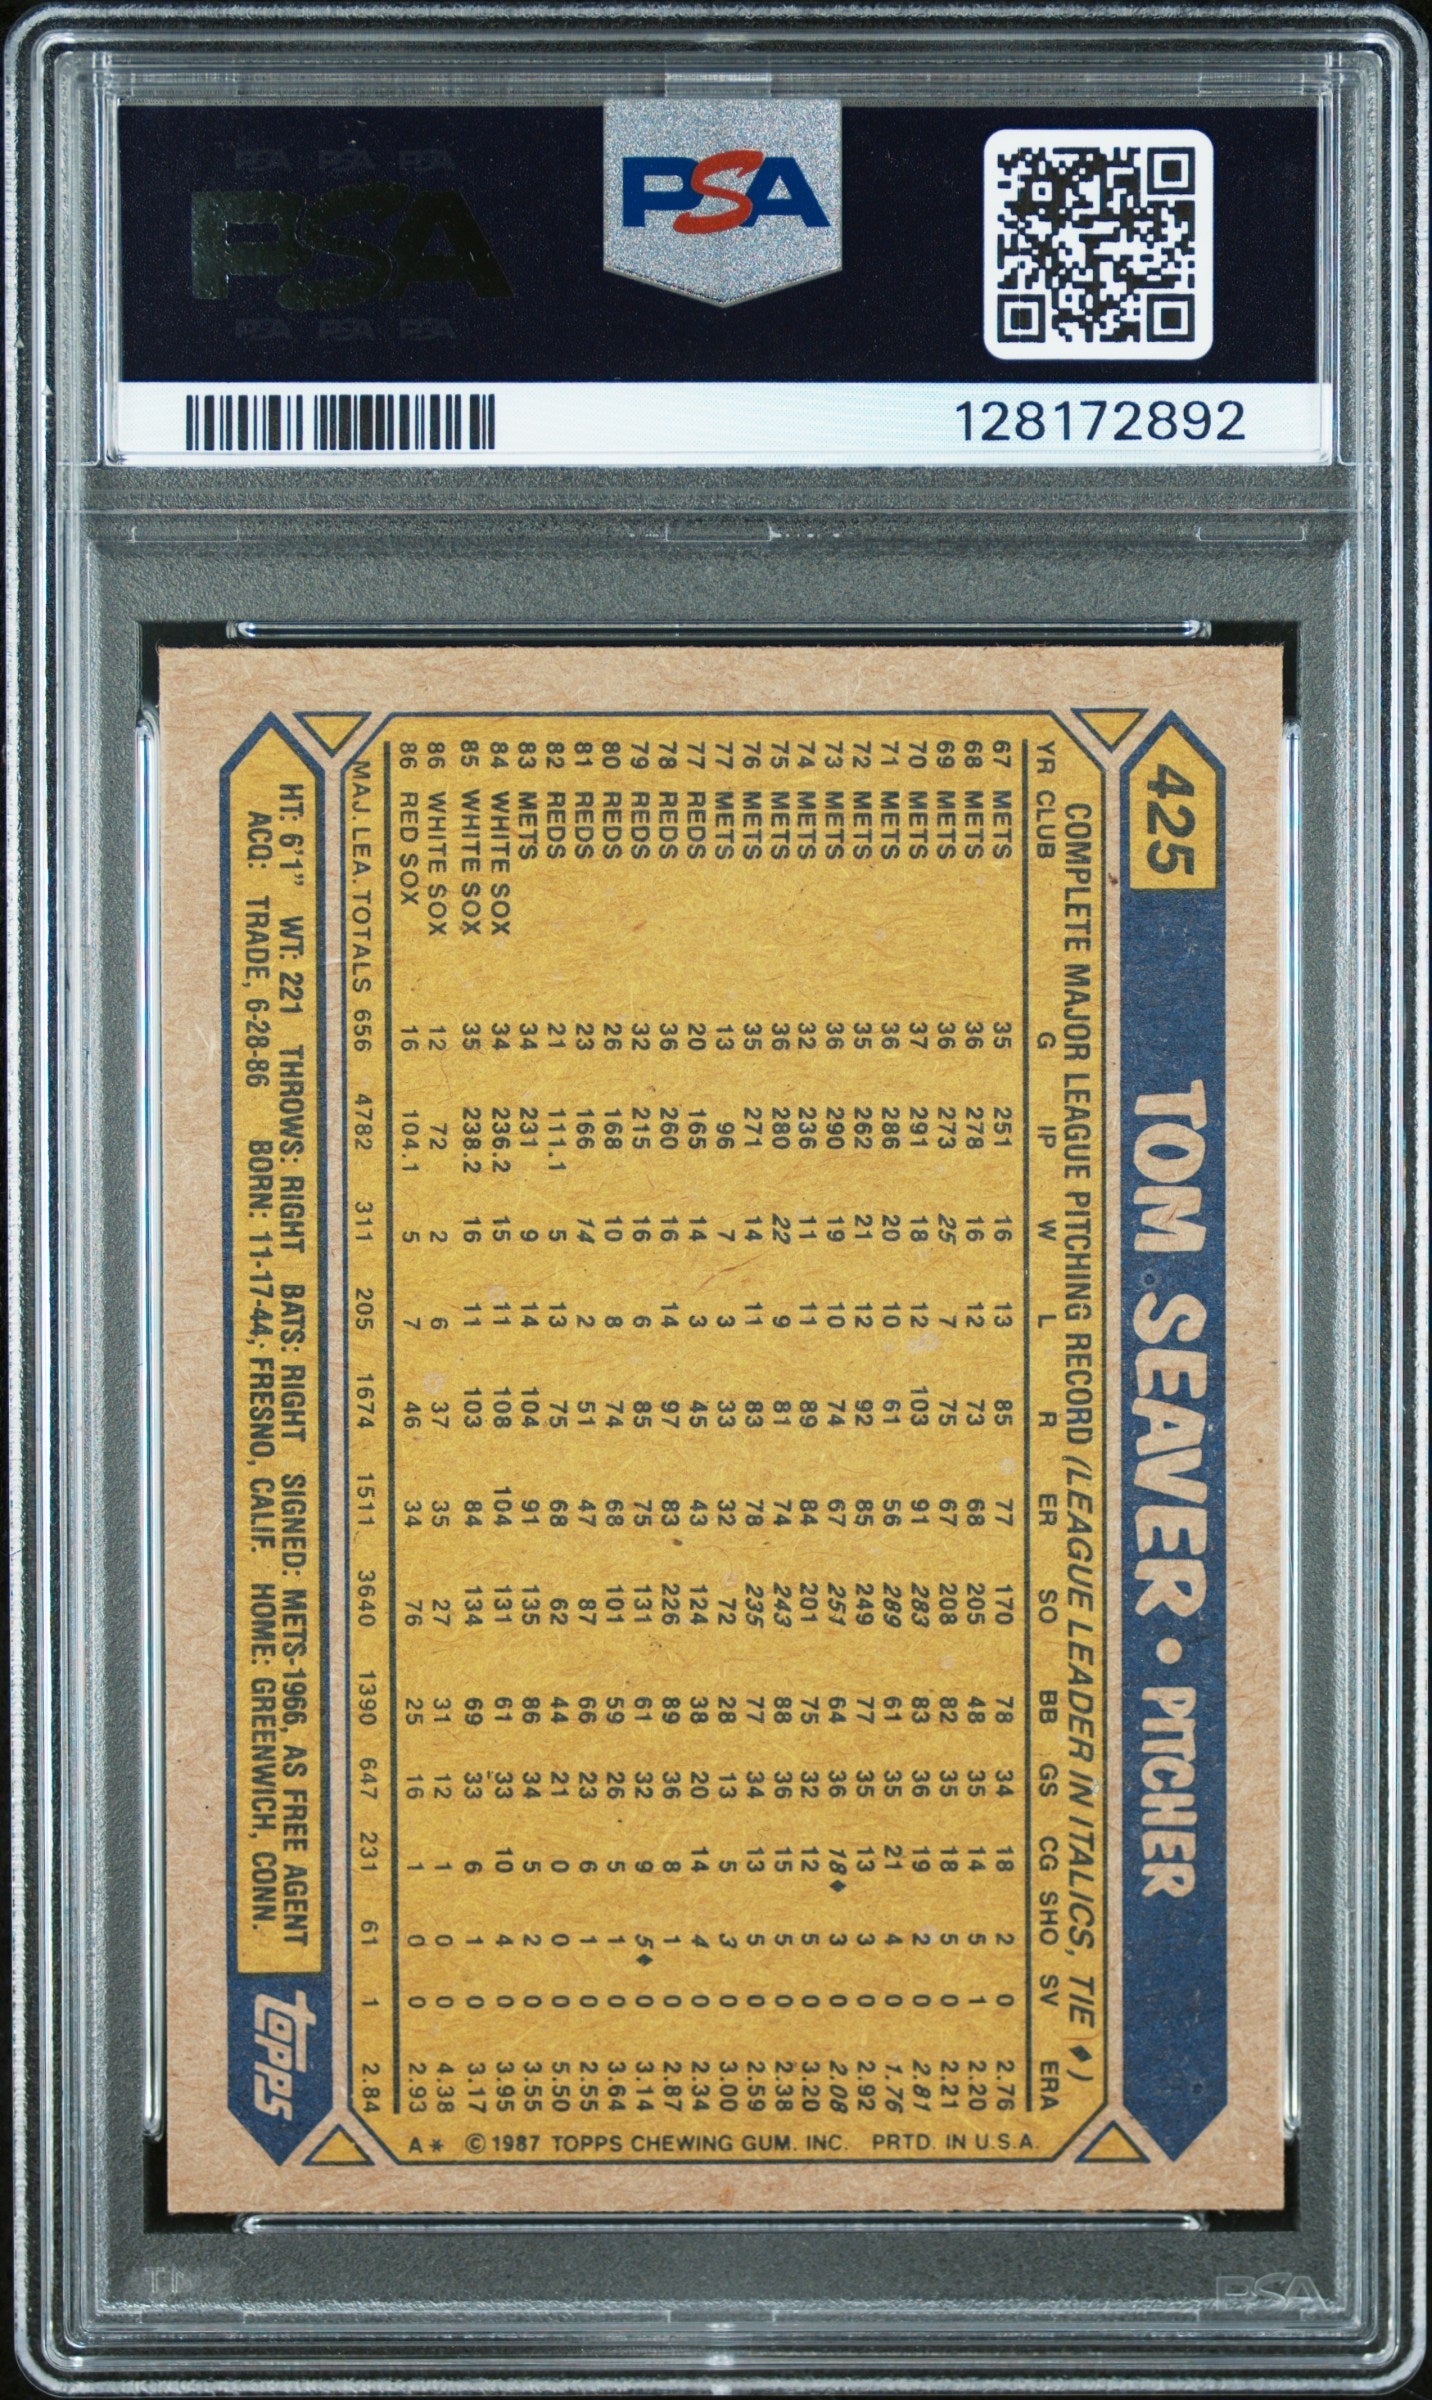 PSA PSA PSA
PSA
PSA PSA PSA
PSA
128172892
425 TOM SEAVER • PITCHER
COMPLETE MAJOR LEAGUE PITCHING RECORD (LEAGUE LEADER IN ITALICS, TIE ♦)
YR CLUB G IP W L R ER SO BB GS CG SHO SV ERA
67 METS 35 251 16 13 85 77 170 78 34 18 2 0 2.76
68 METS 36 278 16 12 73 68 205 48 35 14 5 1 2.20
69 METS 36 273 25 7 75 67 208 82 35 18 5 0 2.21
70 METS 37 291 18 12 103 91 283 83 36 19 2 0 2.81
71 METS 36 286 20 10 61 56 289 61 35 21 4 0 1.76
72 METS 35 262 21 12 92 85 249 77 35 13 3 0 2.92
73 METS 36 290 19 10 74 67 251 64 36 18♦ 3 0 2.08
74 METS 32 236 11 11 89 84 201 75 32 12 5 0 3.20
75 METS 36 280 22 9 81 74 243 88 36 15 5 0 2.38
76 METS 35 271 14 11 83 78 235 77 34 13 5 0 2.59
77 METS 13 96 7 3 33 32 72 28 13 5 3 0 3.00
77 REDS 20 165 14 3 45 43 124 38 20 14 4 0 2.34
78 REDS 36 260 16 14 97 83 226 89 36 8 1 0 2.87
79 REDS 32 215 16 6 85 75 131 61 32 9 5♦ 0 3.14
80 REDS 26 168 10 8 74 68 101 59 26 5 1 0 3.64
81 REDS 23 166 14 2 51 47 87 66 23 6 1 0 2.55
82 REDS 21 111.1 5 13 75 68 62 44 21 0 0 0 5.50
83 METS 34 231 9 14 104 91 135 86 34 5 2 0 3.55
84 WHITE SOX 34 236.2 15 11 108 104 131 61 33 10 4 0 3.95
85 WHITE SOX 35 238.2 16 11 103 84 134 69 33 6 1 0 3.17
86 WHITE SOX 12 72 2 6 37 35 27 31 12 1 0 0 4.38
86 RED SOX 16 104.1 5 7 46 34 76 25 16 1 0 0 2.93
MAJ. LEA. TOTALS 656 4782 311 205 1674 1511 3640 1390 647 231 61 1 2.84
A* © 1987 TOPPS CHEWING GUM. INC. PRTD. IN U.S.A.
HT: 6'1" WT: 221 THROWS: RIGHT BATS: RIGHT SIGNED: METS-1966, AS FREE AGENT
ACQ: TRADE, 6-28-86 BORN: 11-17-44, FRESNO, CALIF. HOME: GREENWICH, CONN.
topps
PSA